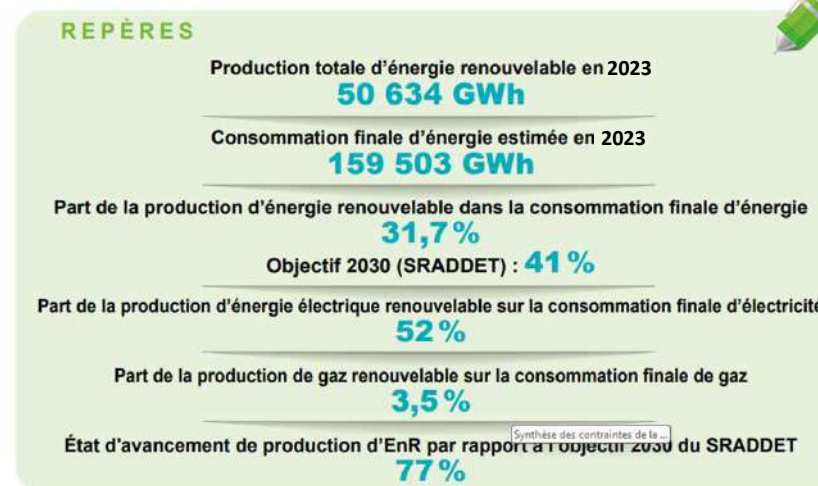 REPÈRES
Production totale d'énergie renouvelable en 2023
50 634 GWh
Consommation finale d'énergie estimée en 2023
159 503 GWh
Part de la production d'énergie renouvelable dans la consommation finale d'énergie
31,7 %
Objectif 2030 (SRADDET) : 41 %
Part de la production d'énergie électrique renouvelable sur la consommation finale d'électricité
52 %
Part de la production de gaz renouvelable sur la consommation finale de gaz
3,5 %
Synthèse des contraintes de la ...
État d'avancement de production d'EnR par rapport à l'objectif 2030 du SRADDET
77 %